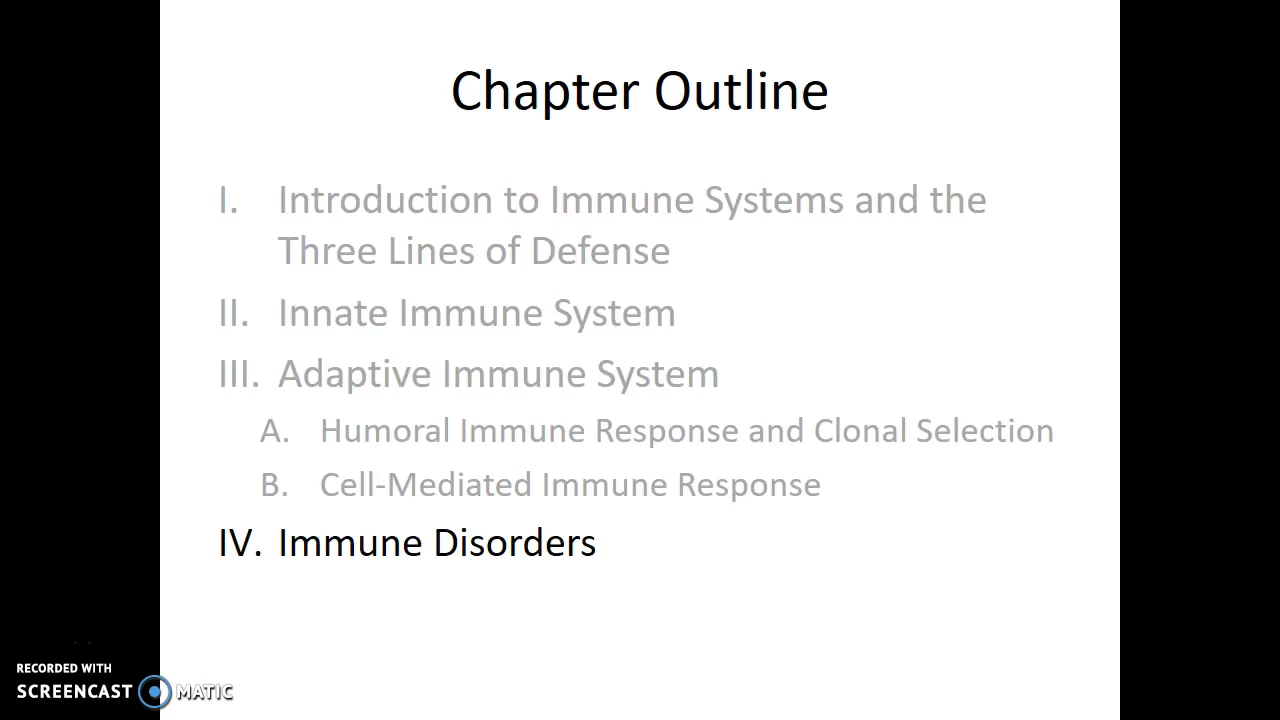 Chapter Outline
I. Introduction to Immune Systems and the
Three Lines of Defense
II. Innate Immune System
III. Adaptive Immune System
A. Humoral Immune Response and Clonal Selection
B. Cell-Mediated Immune Response
IV. Immune Disorders
RECORDED WITH
SCREENCAST MATIC